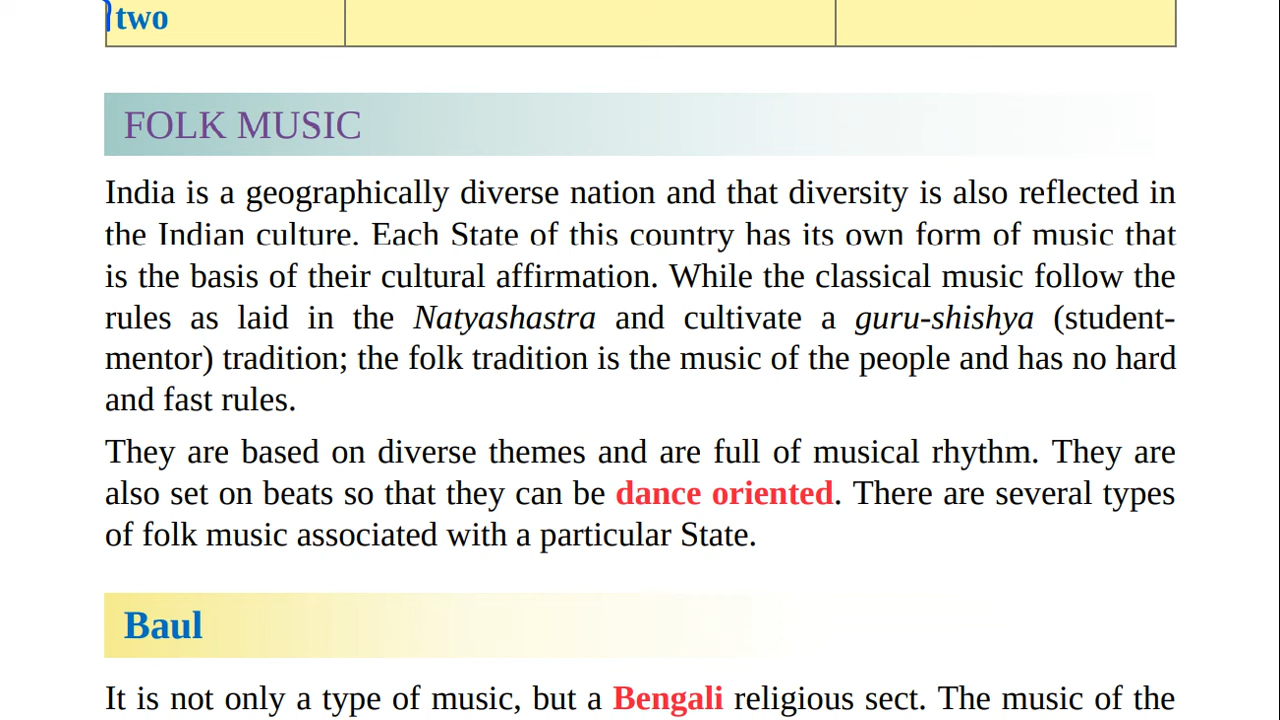 two
FOLK MUSIC
India is a geographically diverse nation and that diversity is also reflected in
the Indian culture. Each State of this country has its own form of music that
is the basis of their cultural affirmation. While the classical music follow the
rules as laid in the Natyashastra and cultivate a guru-shishya (student-
mentor) tradition; the folk tradition is the music of the people and has no hard
and fast rules.
They are based on diverse themes and are full of musical rhythm. They are
also set on beats so that they can be dance oriented. There are several types
of folk music associated with a particular State.
Baul
It is not only a type of music, but a Bengali religious sect. The music of the